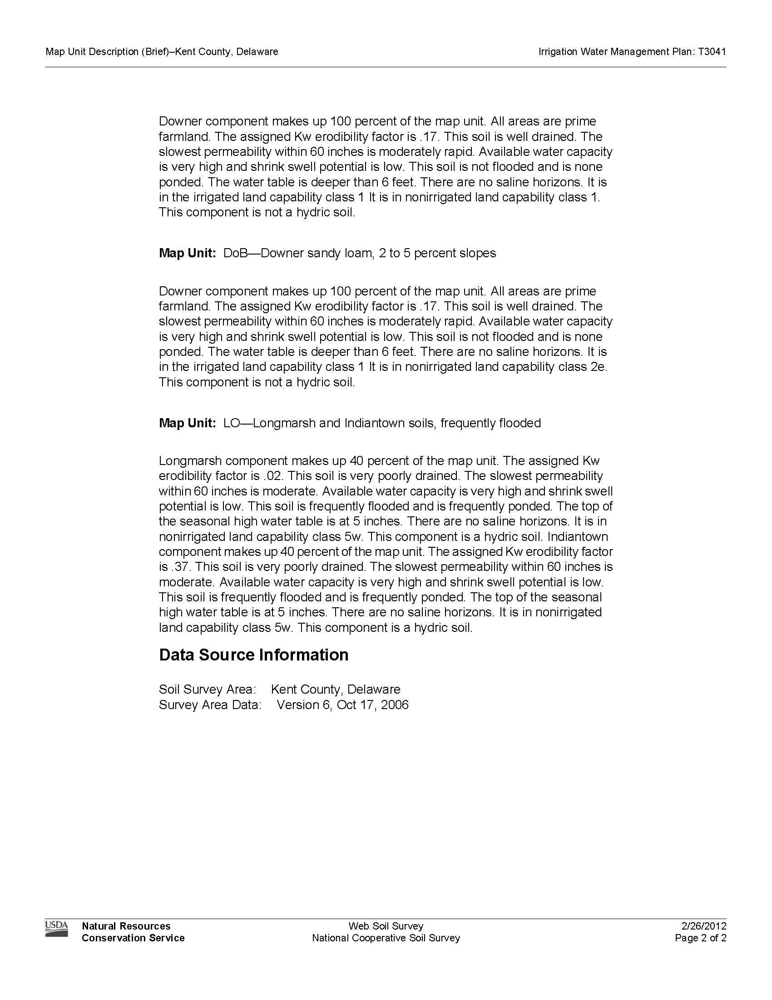 Map Unit Description (Brief)–Kent County, Delaware
Irrigation Water Management Plan: T3041
Downer component makes up 100 percent of the map unit. All areas are prime
farmland. The assigned Kw erodibility factor is .17. This soil is well drained. The
slowest permeability within 60 inches is moderately rapid. Available water capacity
is very high and shrink swell potential is low. This soil is not flooded and is none
ponded. The water table is deeper than 6 feet. There are no saline horizons. It is
in the irrigated land capability class 1 It is in nonirrigated land capability class 1.
This component is not a hydric soil.
Map Unit: DoB—Downer sandy loam, 2 to 5 percent slopes
Downer component makes up 100 percent of the map unit. All areas are prime
farmland. The assigned Kw erodibility factor is .17. This soil is well drained. The
slowest permeability within 60 inches is moderately rapid. Available water capacity
is very high and shrink swell potential is low. This soil is not flooded and is none
ponded. The water table is deeper than 6 feet. There are no saline horizons. It is
in the irrigated land capability class 1 It is in nonirrigated land capability class 2e.
This component is not a hydric soil.
Map Unit: LO—Longmarsh and Indiantown soils, frequently flooded
Longmarsh component makes up 40 percent of the map unit. The assigned Kw
erodibility factor is .02. This soil is very poorly drained. The slowest permeability
within 60 inches is moderate. Available water capacity is very high and shrink swell
potential is low. This soil is frequently flooded and is frequently ponded. The top of
the seasonal high water table is at 5 inches. There are no saline horizons. It is in
nonirrigated land capability class 5w. This component is a hydric soil. Indiantown
component makes up 40 percent of the map unit. The assigned Kw erodibility factor
is .37. This soil is very poorly drained. The slowest permeability within 60 inches is
moderate. Available water capacity is very high and shrink swell potential is low.
This soil is frequently flooded and is frequently ponded. The top of the seasonal
high water table is at 5 inches. There are no saline horizons. It is in nonirrigated
land capability class 5w. This component is a hydric soil.
Data Source Information
Soil Survey Area: Kent County, Delaware
Survey Area Data: Version 6, Oct 17, 2006
USDA
Natural Resources
Conservation Service
Web Soil Survey
National Cooperative Soil Survey
2/26/2012
Page 2 of 2